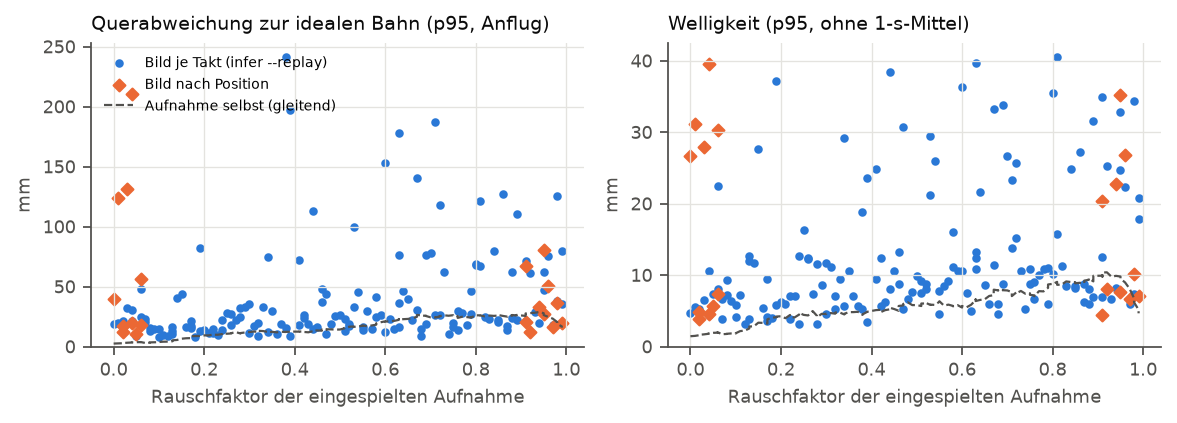 Querabweichung zur idealen Bahn (p95, Anflug)
250
200
150
100
50
0
mm
Bild je Takt (infer --replay)
Bild nach Position
Aufnahme selbst (gleitend)
0.0 0.2 0.4 0.6 0.8 1.0
Rauschfaktor der eingespielten Aufnahme
Welligkeit (p95, ohne 1-s-Mittel)
40
30
20
10
0
mm
0.0 0.2 0.4 0.6 0.8 1.0
Rauschfaktor der eingespielten Aufnahme